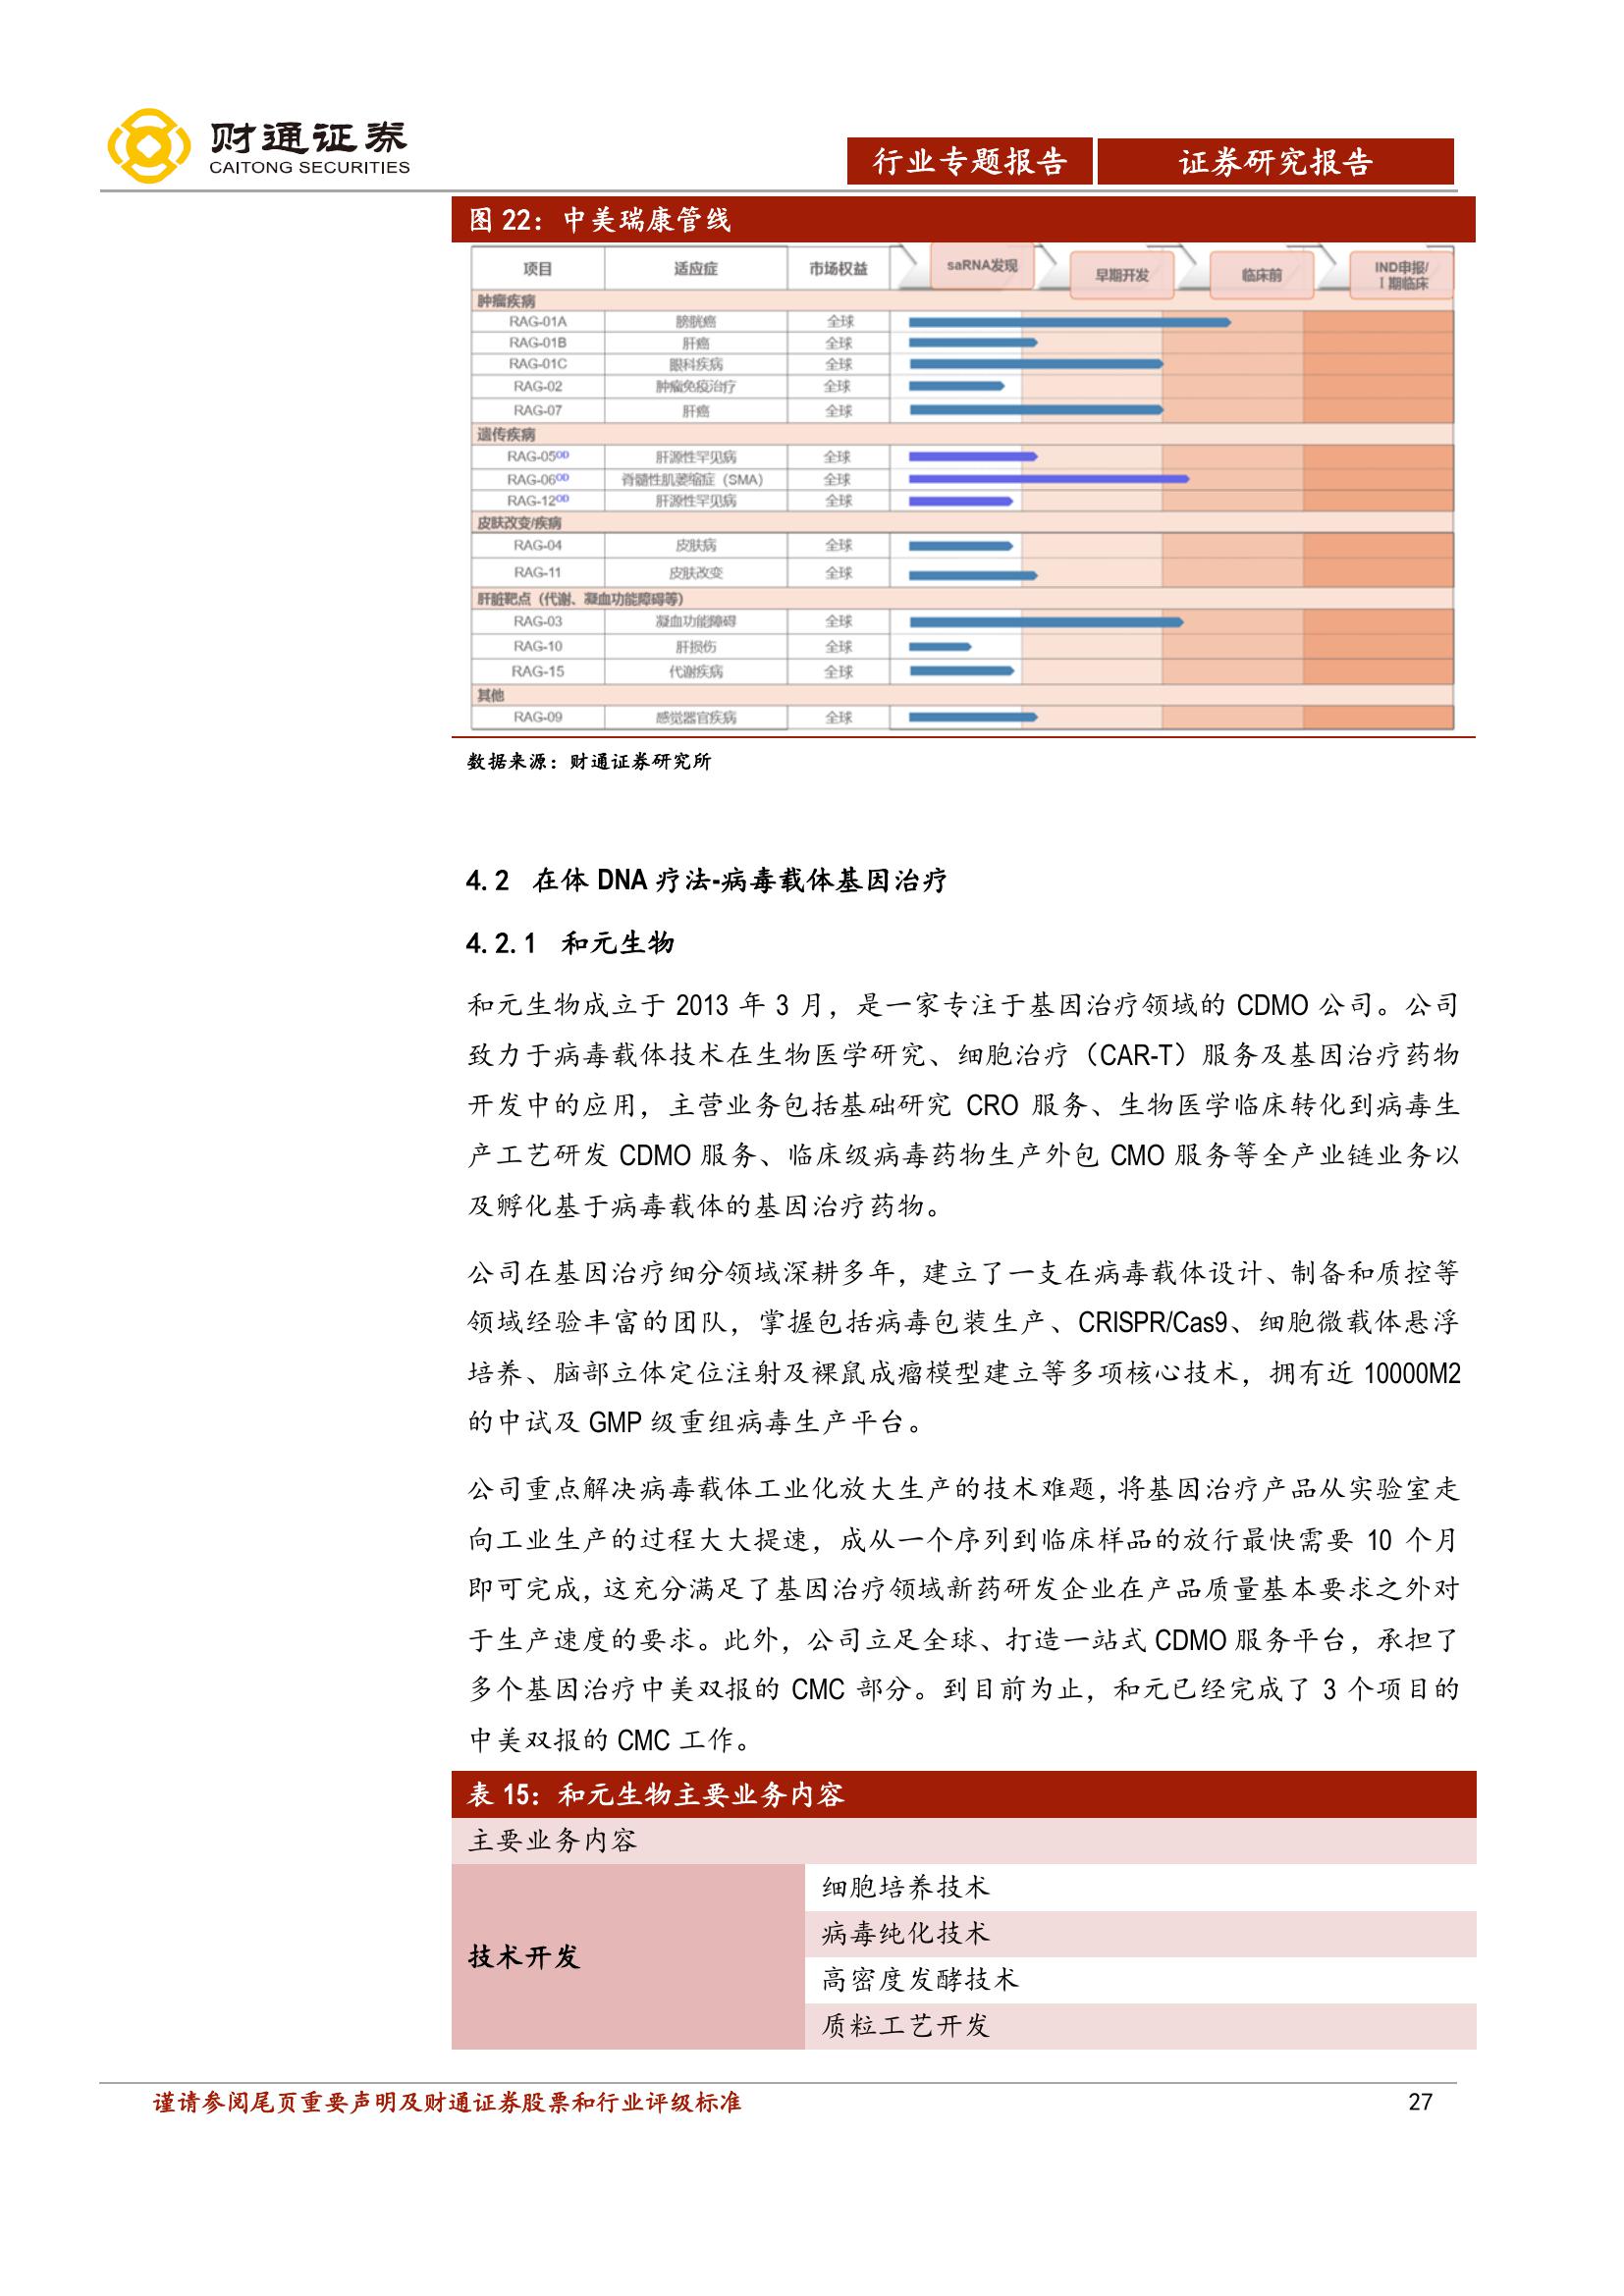 财通证券
CAITONG SECURITIES
行业专题报告 证券研究报告
图 22：中美瑞康管线
项目 适应症 市场权益 saRNA发现 早期开发 临床前 IND申报/
Ⅰ期临床
肿瘤疾病
RAG-01A 膀胱癌 全球
RAG-01B 肝癌 全球
RAG-01C 眼科疾病 全球
RAG-02 肿瘤免疫治疗 全球
RAG-07 肝癌 全球
遗传疾病
RAG-05OD 肝源性罕见病 全球
RAG-06OD 脊髓性肌萎缩症（SMA） 全球
RAG-12OD 肝源性罕见病 全球
皮肤改变/疾病
RAG-04 皮肤病 全球
RAG-11 皮肤改变 全球
肝脏靶点（代谢、凝血功能障碍等）
RAG-03 凝血功能障碍 全球
RAG-10 肝损伤 全球
RAG-15 代谢疾病 全球
其他
RAG-09 感觉器官疾病 全球
数据来源：财通证券研究所
4.2 在体 DNA 疗法-病毒载体基因治疗
4.2.1 和元生物
和元生物成立于 2013 年 3 月，是一家专注于基因治疗领域的 CDMO 公司。公司
致力于病毒载体技术在生物医学研究、细胞治疗（CAR-T）服务及基因治疗药物
开发中的应用，主营业务包括基础研究 CRO 服务、生物医学临床转化到病毒生
产工艺研发 CDMO 服务、临床级病毒药物生产外包 CMO 服务等全产业链业务以
及孵化基于病毒载体的基因治疗药物。
公司在基因治疗细分领域深耕多年，建立了一支在病毒载体设计、制备和质控等
领域经验丰富的团队，掌握包括病毒包装生产、CRISPR/Cas9、细胞微载体悬浮
培养、脑部立体定位注射及裸鼠成瘤模型建立等多项核心技术，拥有近 10000M2
的中试及 GMP 级重组病毒生产平台。
公司重点解决病毒载体工业化放大生产的技术难题，将基因治疗产品从实验室走
向工业生产的过程大大提速，成从一个序列到临床样品的放行最快需要 10 个月
即可完成，这充分满足了基因治疗领域新药研发企业在产品质量基本要求之外对
于生产速度的要求。此外，公司立足全球、打造一站式 CDMO 服务平台，承担了
多个基因治疗中美双报的 CMC 部分。到目前为止，和元已经完成了 3 个项目的
中美双报的 CMC 工作。
表 15：和元生物主要业务内容
主要业务内容
技术开发
细胞培养技术
病毒纯化技术
高密度发酵技术
质粒工艺开发
谨请参阅尾页重要声明及财通证券股票和行业评级标准 27